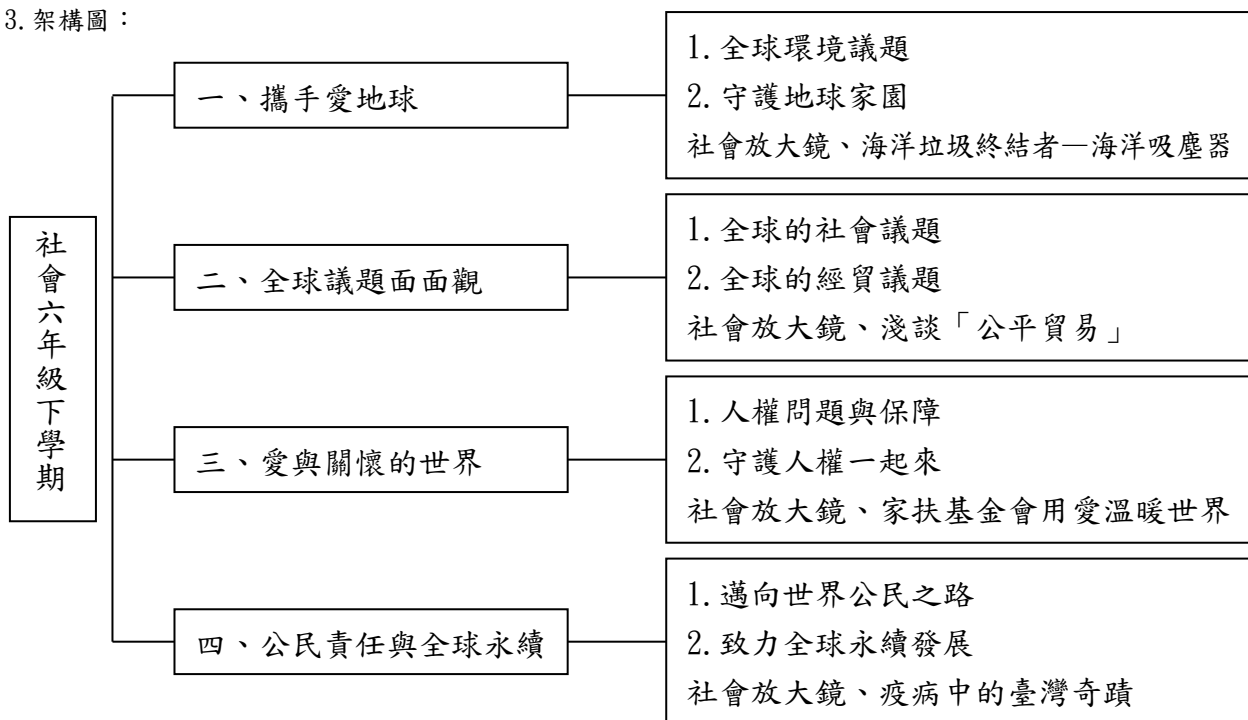 3.架構圖：
社會六年級下學期
一、攜手愛地球
1.全球環境議題
2.守護地球家園
社會放大鏡、海洋垃圾終結者—海洋吸塵器
二、全球議題面面觀
1.全球的社會議題
2.全球的經貿議題
社會放大鏡、淺談「公平貿易」
三、愛與關懷的世界
1.人權問題與保障
2.守護人權一起來
社會放大鏡、家扶基金會用愛溫暖世界
四、公民責任與全球永續
1.邁向世界公民之路
2.致力全球永續發展
社會放大鏡、疫病中的臺灣奇蹟